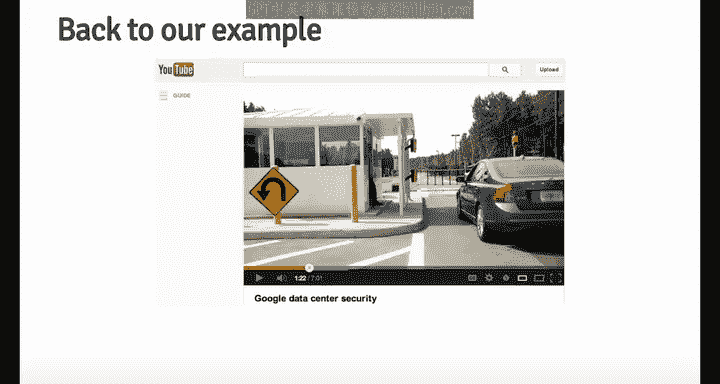 Back to our example
YouTube
Upload
GUIDE
1:22 / 7:01
Google data center security